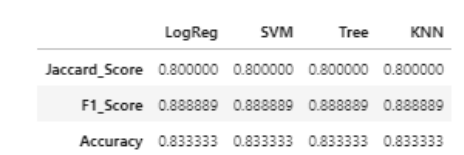 LogReg SVM Tree KNN
Jaccard_Score 0.800000 0.800000 0.800000 0.800000
F1_Score 0.888889 0.888889 0.888889 0.888889
Accuracy 0.833333 0.833333 0.833333 0.833333